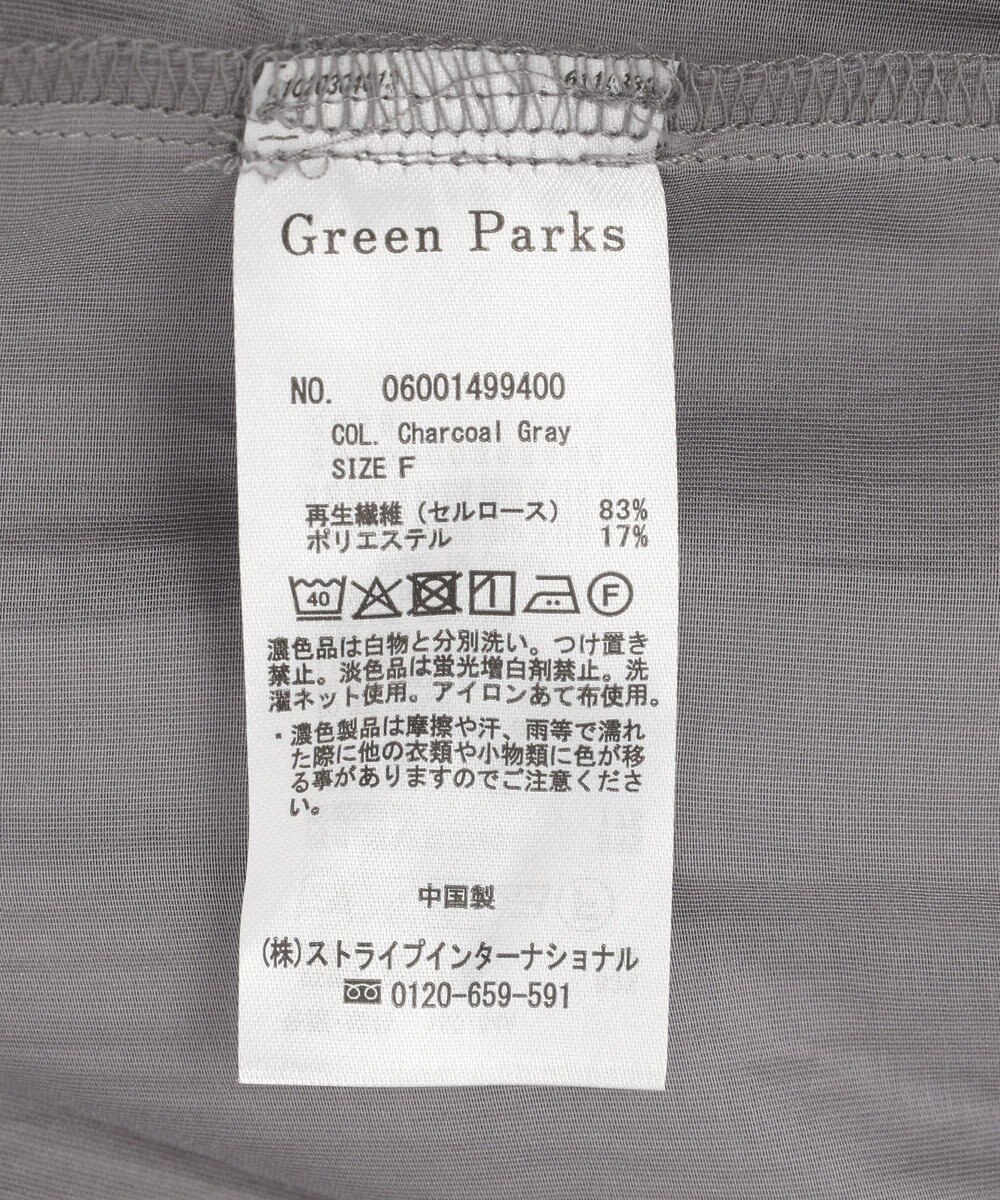 Green Parks
NO. 06001499400
COL. Charcoal Gray
SIZE F
再生繊維(セルロース) 83%
ポリエステル 17%
40 F
濃色品は白物と分別洗い。つけ置き
禁止。淡色品は蛍光増白剤禁止。洗
濯ネット使用。アイロンあて布使用。
・濃色製品は摩擦や汗、雨等で濡れ
た際に他の衣類や小物類に色が移
る事がありますのでご注意くださ
い。
中国製
(株)ストライプインターナショナル
0120-659-591